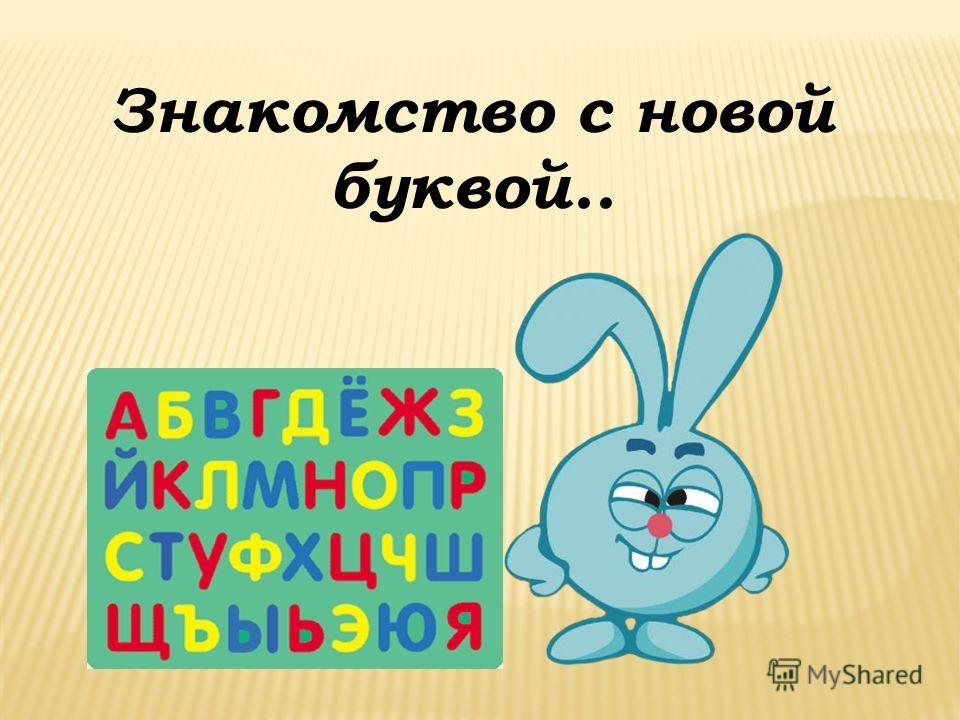 Знакомство с новой
буквой..
АБВГДЁЖЗ
ЙКЛМНОПР
СТУФХЦЧШ
ЩЪЫЬЭЮЯ
MyShared